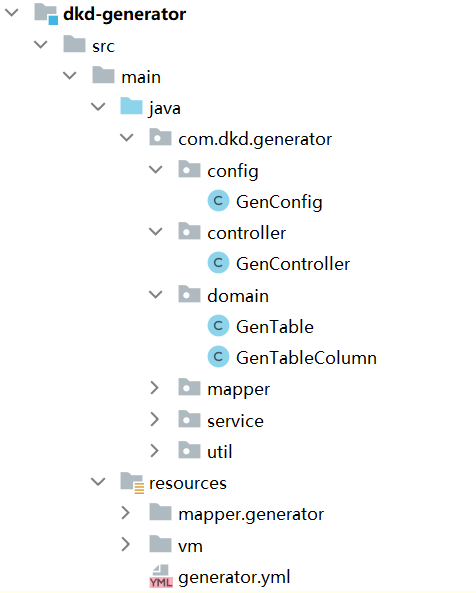 dkd-generator
src
main
java
com.dkd.generator
config
C GenConfig
controller
C GenController
domain
C GenTable
C GenTableColumn
mapper
service
util
resources
mapper.generator
vm
YML generator.yml